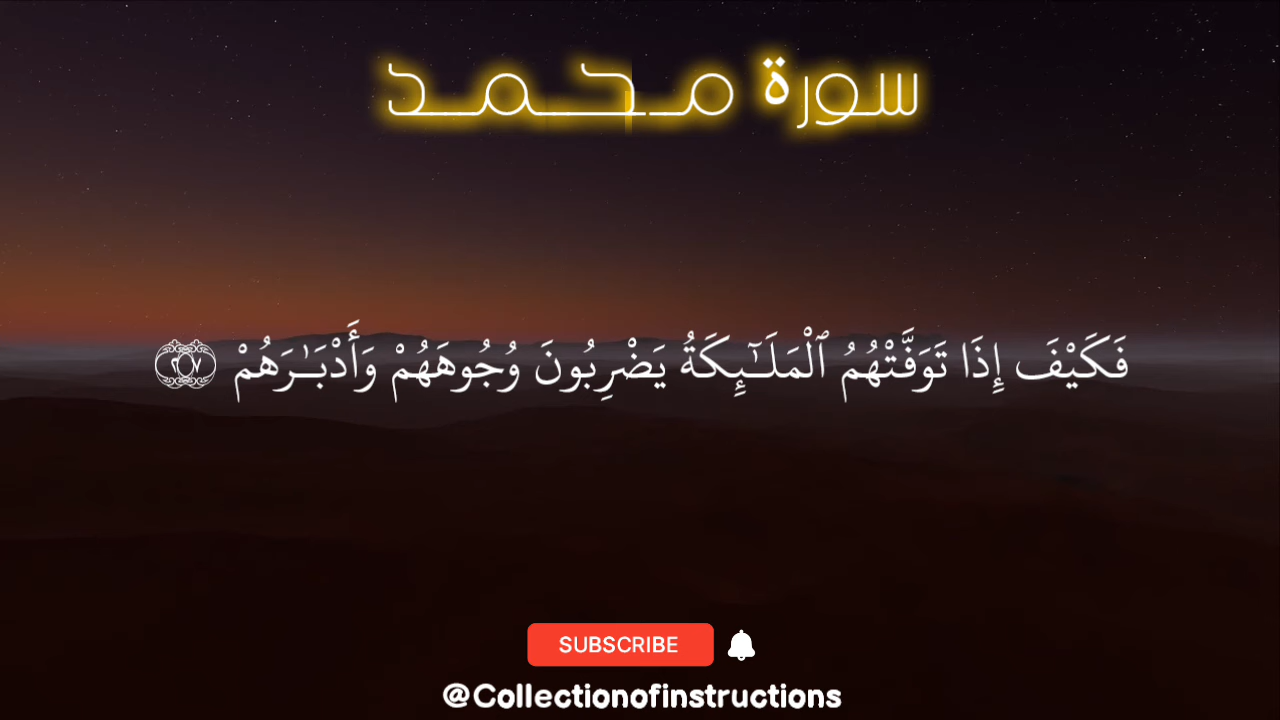 سورة محمد
فَكَيْفَ إِذَا تَوَفَّتْهُمُ ٱلْمَلَـٰٓئِكَةُ يَضْرِبُونَ وُجُوهَهُمْ وَأَدْبَـٰرَهُمْ ٢٧
SUBSCRIBE
@Collectionofinstructions